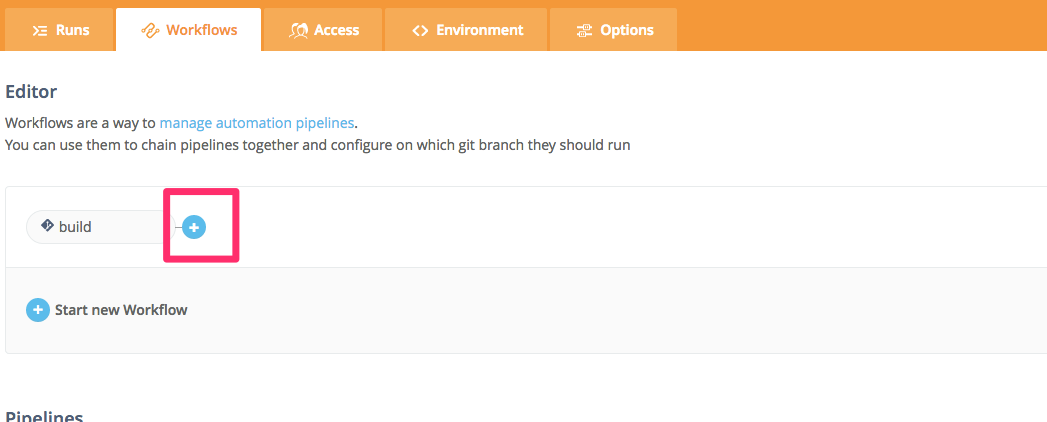 Runs Workflows Access Environment Options
Editor
Workflows are a way to manage automation pipelines.
You can use them to chain pipelines together and configure on which git branch they should run
build
Start new Workflow
Pipelines